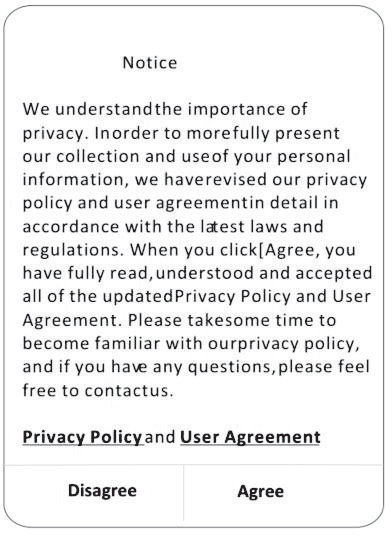 Notice
We understandthe importance of
privacy. Inorder to morefully present
our collection and useof your personal
information, we haverevised our privacy
policy and user agreementin detail in
accordance with the latest laws and
regulations. When you click[Agree, you
have fully read,understood and accepted
all of the updatedPrivacy Policy and User
Agreement. Please takesome time to
become familiar with ourprivacy policy,
and if you have any questions,please feel
free to contactus.
Privacy Policyand User Agreement
Disagree Agree